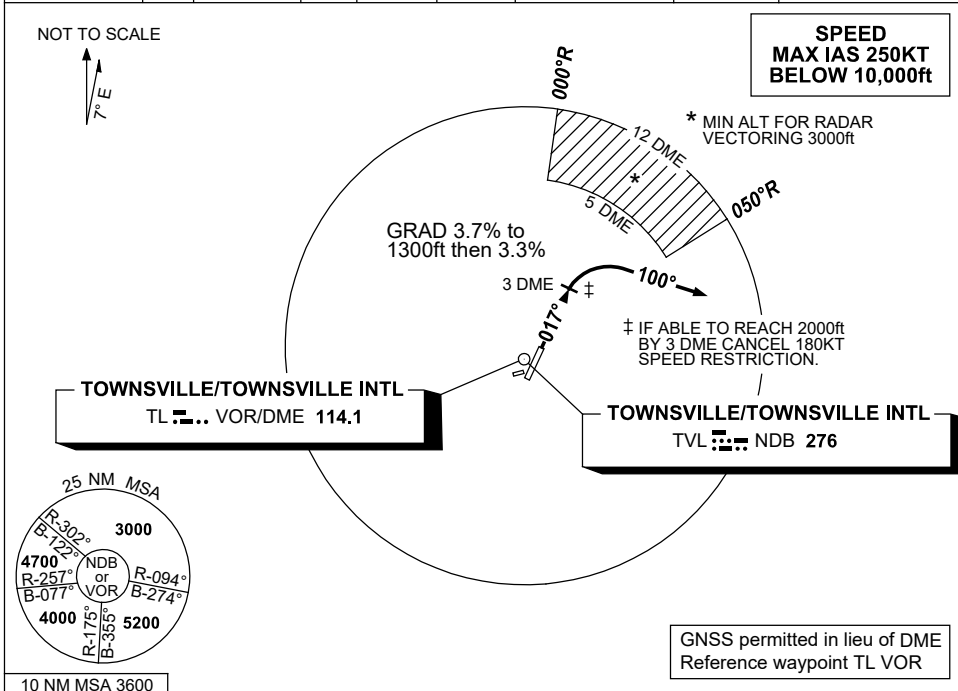 NOT TO SCALE
7° E
SPEED
MAX IAS 250KT
BELOW 10,000ft
000°R
* MIN ALT FOR RADAR
VECTORING 3000ft
12 DME
*
5 DME
050°R
GRAD 3.7% to
1300ft then 3.3%
3 DME
‡
100°
017°
‡ IF ABLE TO REACH 2000ft
BY 3 DME CANCEL 180KT
SPEED RESTRICTION.
TOWNSVILLE/TOWNSVILLE INTL
TL VOR/DME 114.1
TOWNSVILLE/TOWNSVILLE INTL
TVL NDB 276
25 NM MSA
R-302°
B-122°
3000
4700
NDB
or
VOR
R-257°
B-077°
R-094°
B-274°
4000
R-175°
B-355°
5200
10 NM MSA 3600
GNSS permitted in lieu of DME
Reference waypoint TL VOR